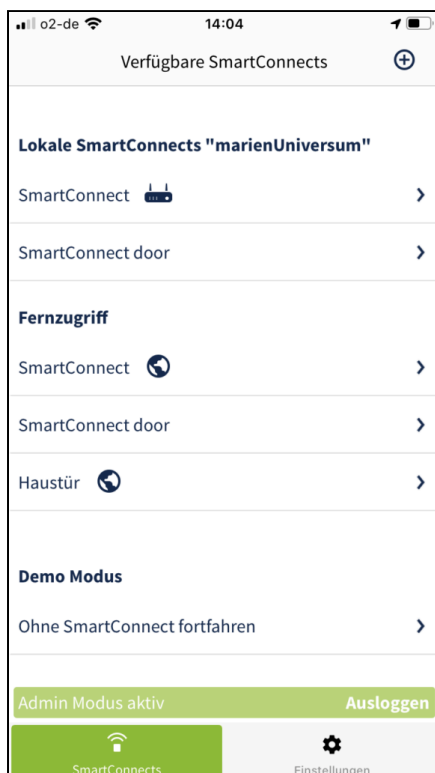 o2-de 14:04
Verfügbare SmartConnects
Lokale SmartConnects "marienUniversum"
SmartConnect
SmartConnect door
Fernzugriff
SmartConnect
SmartConnect door
Haustür
Demo Modus
Ohne SmartConnect fortfahren
Admin Modus aktiv Ausloggen
SmartConnects Einstellungen